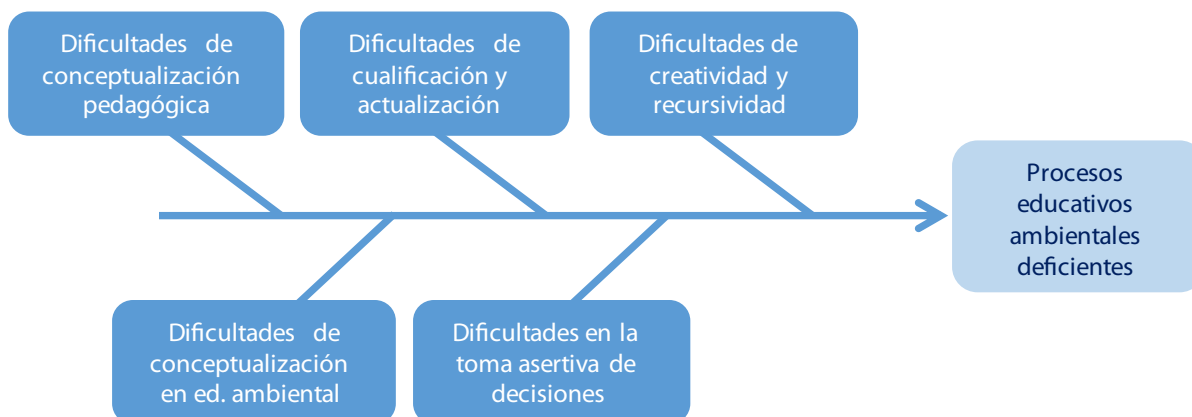 Dificultades de
conceptualización
pedagógica
Dificultades de
cualificación y
actualización
Dificultades de
creatividad y
recursividad
Procesos
educativos
ambientales
deficientes
Dificultades de
conceptualización
en ed. ambiental
Dificultades en la
toma asertiva de
decisiones